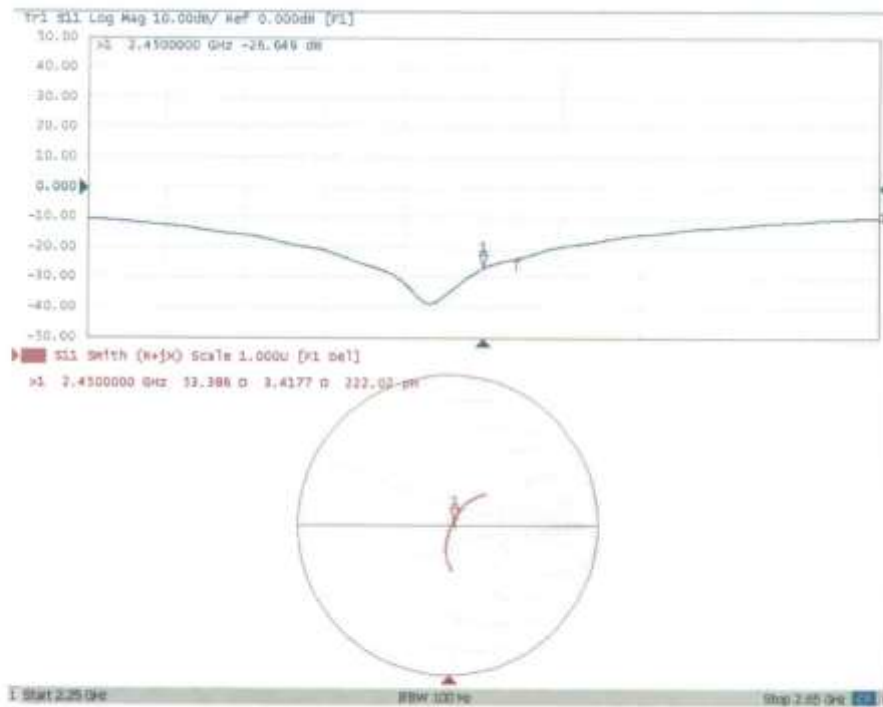 Tr1 S11 Log Mag 10.00dB/ Ref 0.000dB [F1]
50.00
>1 2.4500000 GHz -26.649 dB
40.00
30.00
20.00
10.00
0.000
-10.00
-20.00
1
-30.00
-40.00
-50.00
S11 Smith (R+jX) Scale 1.000U [F1 Del]
>1 2.4500000 GHz 53.386 Ω 3.4177 Ω 222.02 pH
1
1 Start 2.25 GHz IFBW 100 Hz Stop 2.65 GHz